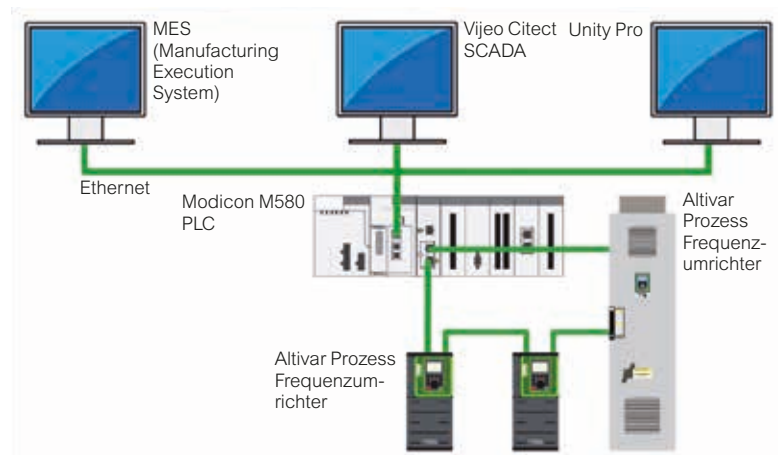 MES
(Manufacturing
Execution
System)
Vijeo Citect
SCADA
Unity Pro
Ethernet
Modicon M580
PLC
Altivar
Prozess
Frequenz-
umrichter
Altivar Prozess
Frequenzum-
richter